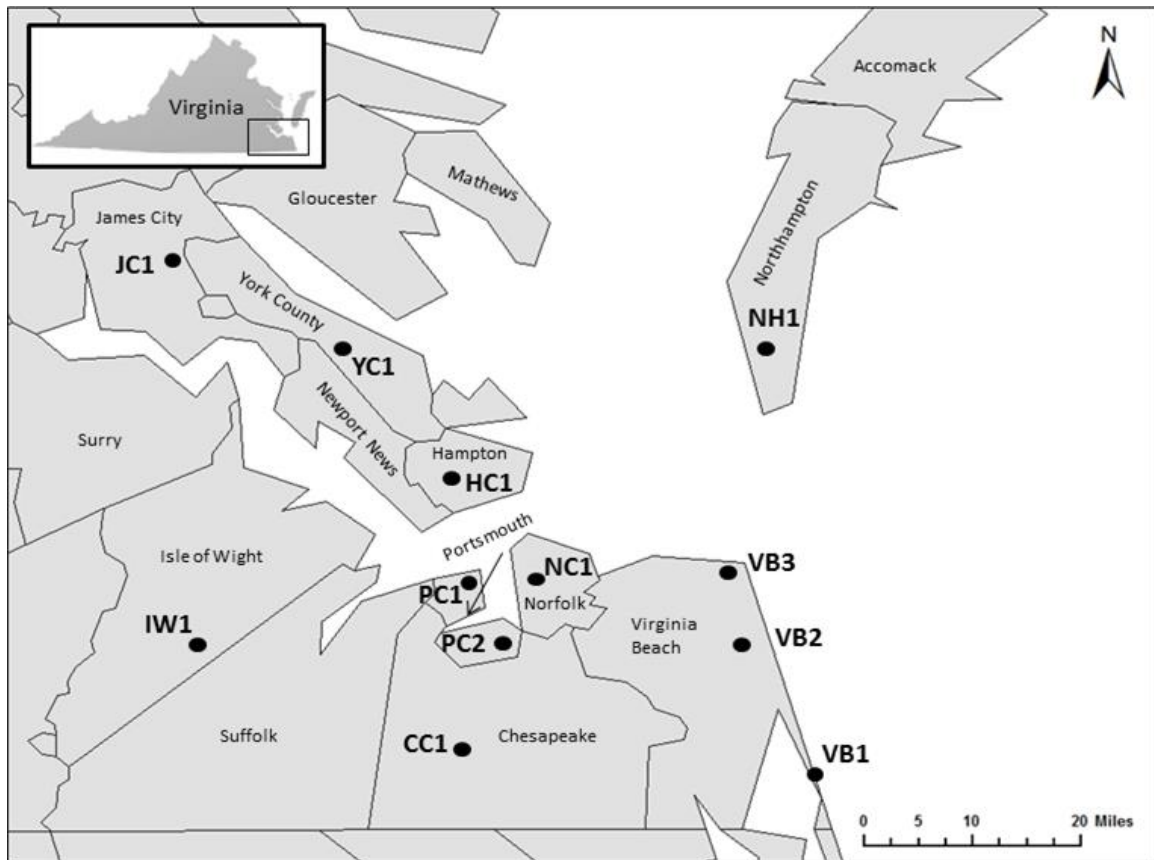 Virginia
N
Accomack
Mathews
Gloucester
Northhampton
James City
JC1
York County
NH1
YC1
Newport News
Surry
Hampton
HC1
Portsmouth
Isle of Wight
NC1
VB3
PC1
Norfolk
IW1
PC2
Virginia
Beach
VB2
Suffolk
CC1
Chesapeake
VB1
0 5 10 20 Miles